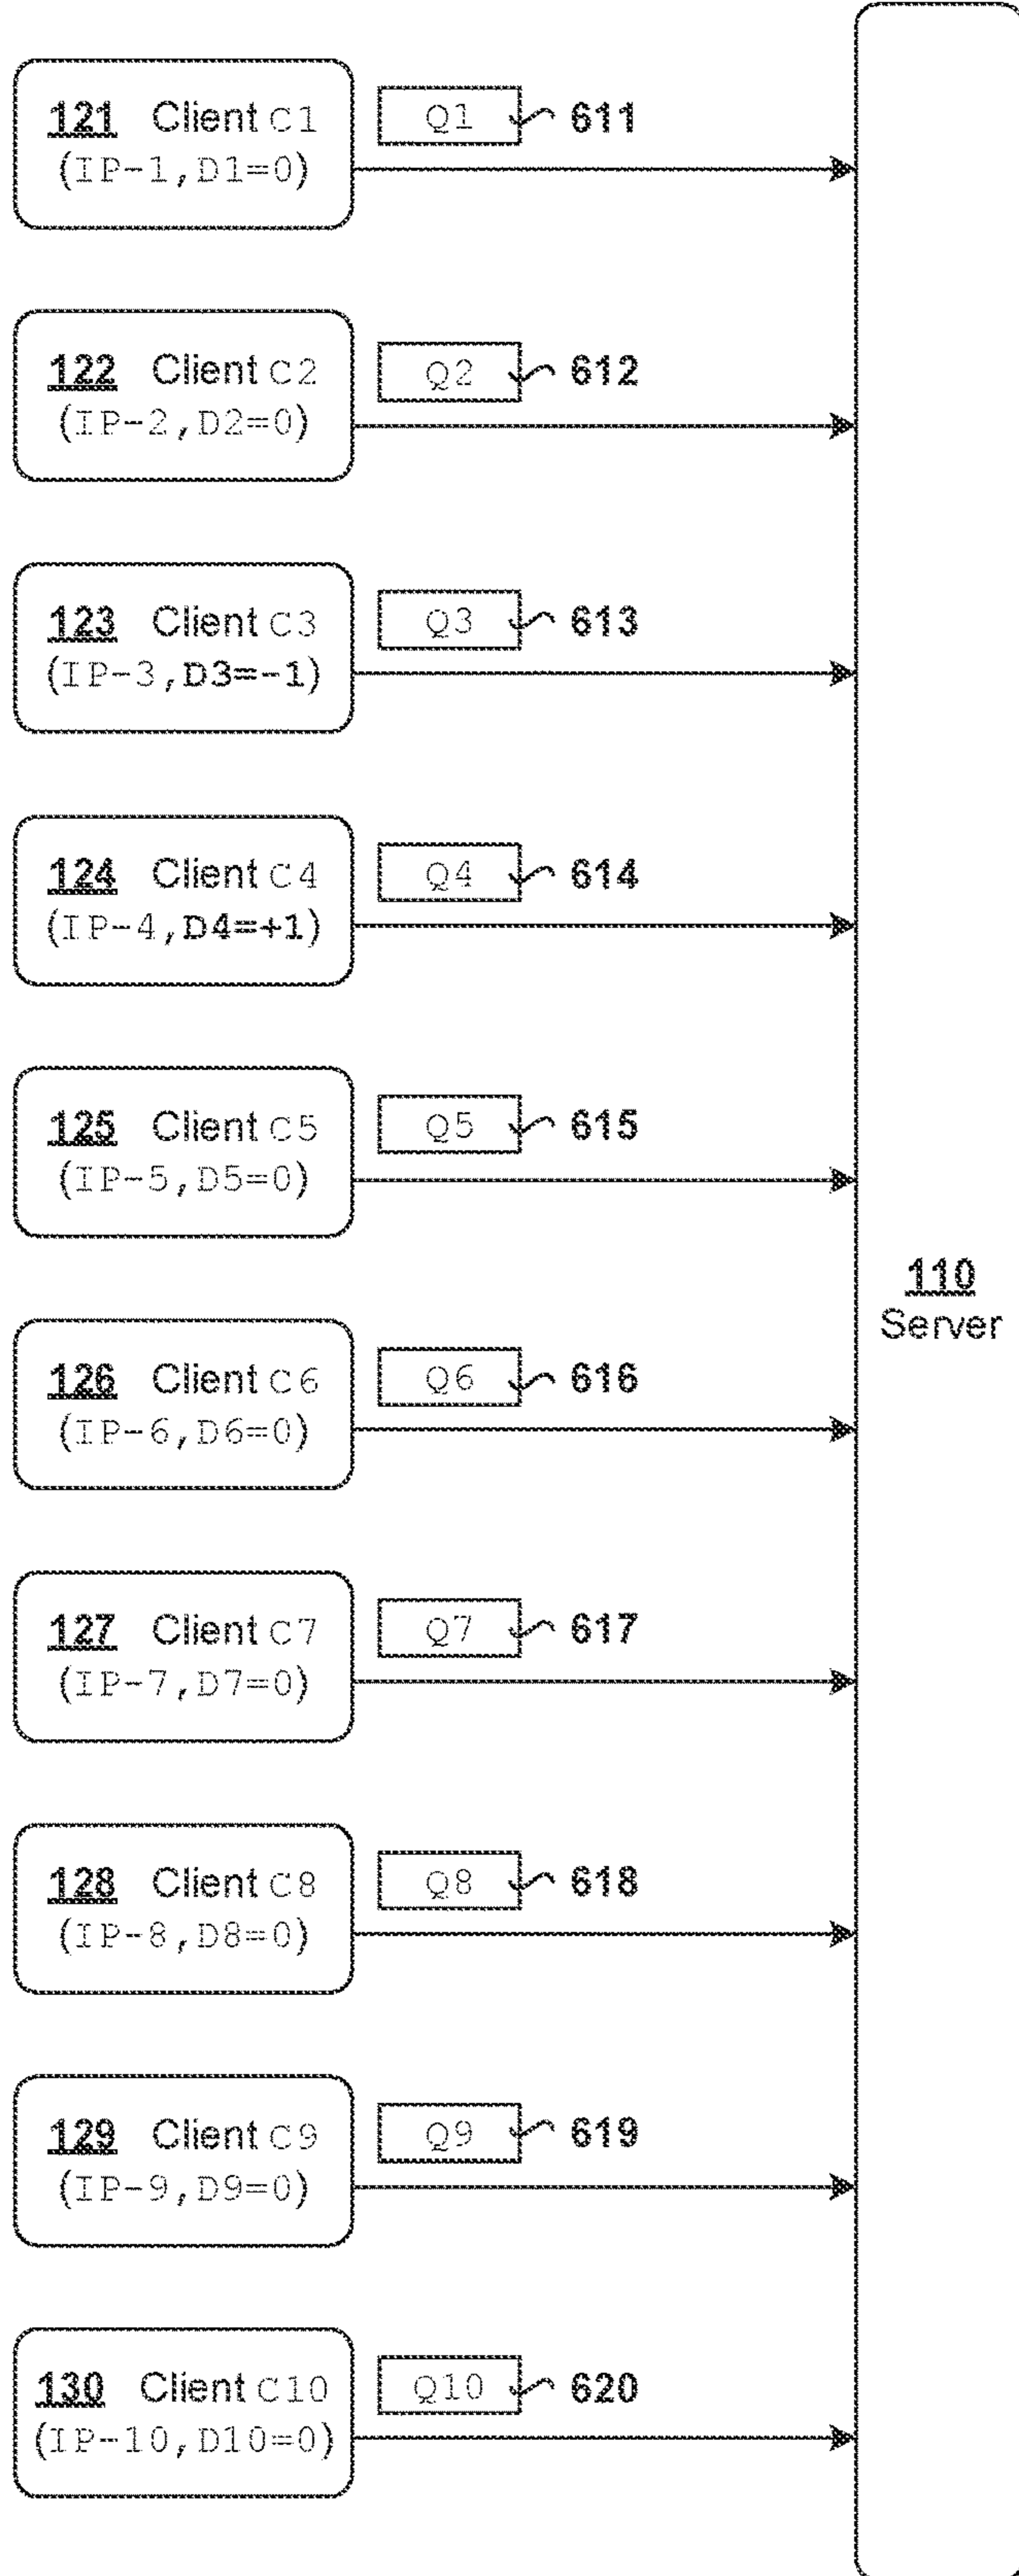 121 Client C1
(IP-1,D1=0)
Q1 611
122 Client C2
(IP-2,D2=0)
Q2 612
123 Client C3
(IP-3,D3=-1)
Q3 613
124 Client C4
(IP-4,D4=+1)
Q4 614
125 Client C5
(IP-5,D5=0)
Q5 615
110
Server
126 Client C6
(IP-6,D6=0)
Q6 616
127 Client C7
(IP-7,D7=0)
Q7 617
128 Client C8
(IP-8,D8=0)
Q8 618
129 Client C9
(IP-9,D9=0)
Q9 619
130 Client C10
(IP-10,D10=0)
Q10 620